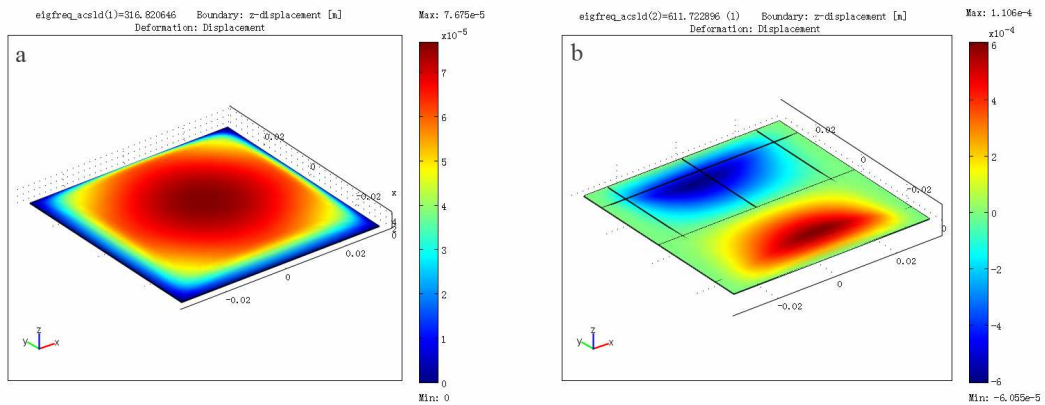 eigfreq_acsld(1)=316.820646 Boundary: z-displacement [m] Max: 7.675e-5
Deformation: Displacement
x10⁻⁵
a
7
6
5
4
3
2
1
0
0.02
0
-0.02
x
0.02
0
-0.02
z
y
x
Min: 0
eigfreq_acsld(2)=611.722896 (1) Boundary: z-displacement [m] Max: 1.106e-4
Deformation: Displacement
x10⁻⁴
b
6
4
2
0
-2
-4
-6
0.02
0
-0.02
0
0.02
0
-0.02
z
y
x
Min: -6.055e-5